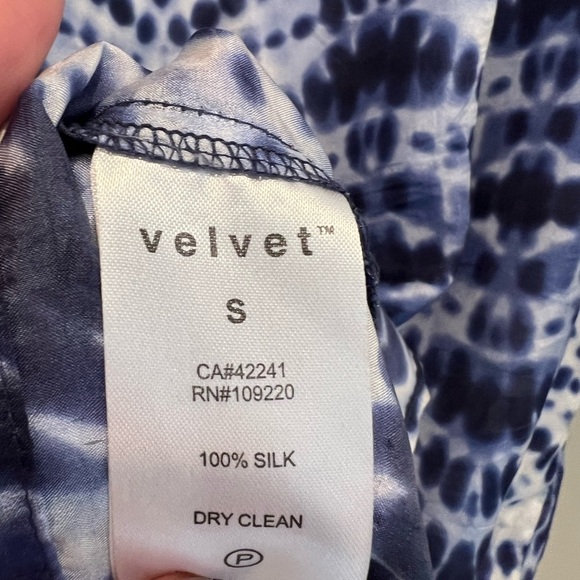 velvet™
S
CA#42241
RN#109220
100% SILK
DRY CLEAN
P